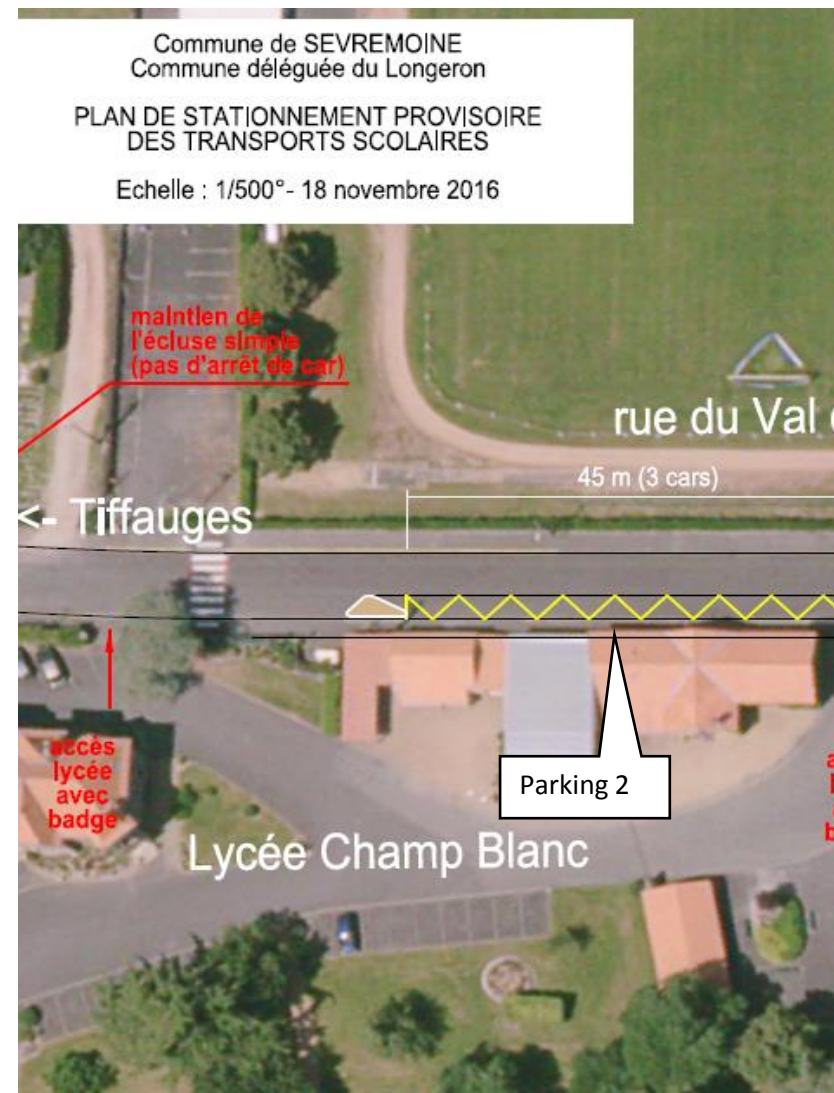 Commune de SEVREMOINE
Commune déléguée du Longeron
PLAN DE STATIONNEMENT PROVISOIRE
DES TRANSPORTS SCOLAIRES
Echelle : 1/500°- 18 novembre 2016
maintien de
l'écluse simple
(pas d'arrêt de car)
rue du Val
45 m (3 cars)
<- Tiffauges
accès
lycée
avec
badge
Parking 2
Lycée Champ Blanc